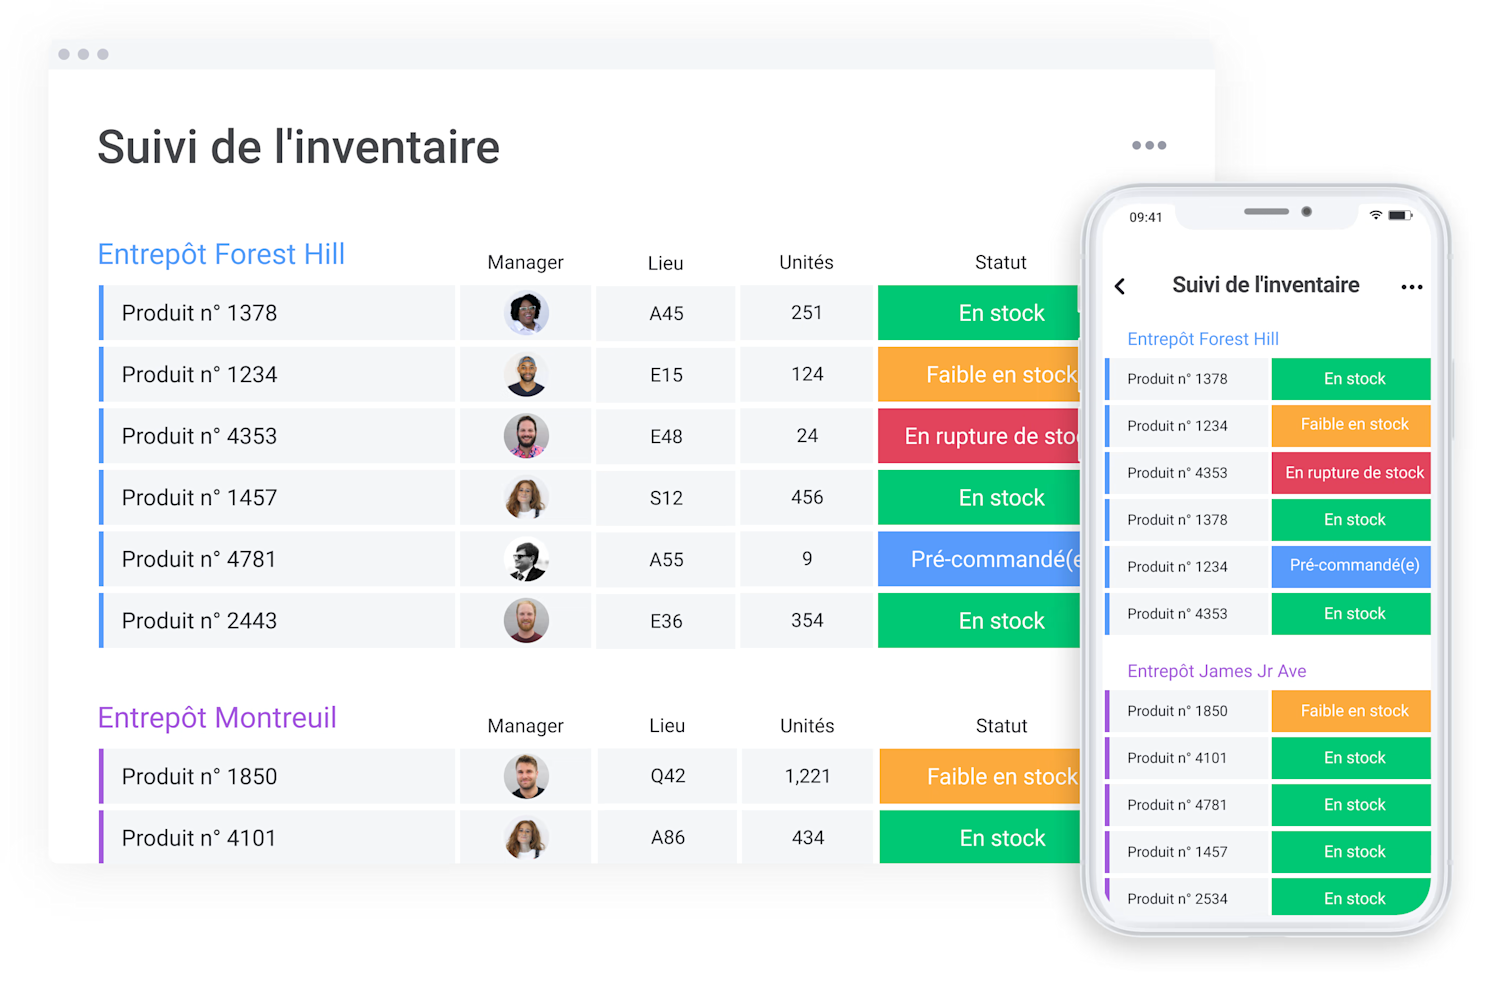 Suivi de l'inventaire
Entrepôt Forest Hill Manager Lieu Unités Statut
Produit n° 1378 A45 251 En stock
Produit n° 1234 E15 124 Faible en stock
Produit n° 4353 E48 24 En rupture de sto
Produit n° 1457 S12 456 En stock
Produit n° 4781 A55 9 Pré-commandé(e
Produit n° 2443 E36 354 En stock
Entrepôt Montreuil Manager Lieu Unités Statut
Produit n° 1850 Q42 1,221 Faible en stock
Produit n° 4101 A86 434 En stock
09:41
Suivi de l'inventaire
Entrepôt Forest Hill
Produit n° 1378 En stock
Produit n° 1234 Faible en stock
Produit n° 4353 En rupture de stock
Produit n° 1378 En stock
Produit n° 1234 Pré-commandé(e)
Produit n° 4353 En stock
Entrepôt James Jr Ave
Produit n° 1850 Faible en stock
Produit n° 4101 En stock
Produit n° 4781 En stock
Produit n° 1457 En stock
Produit n° 2534 En stock